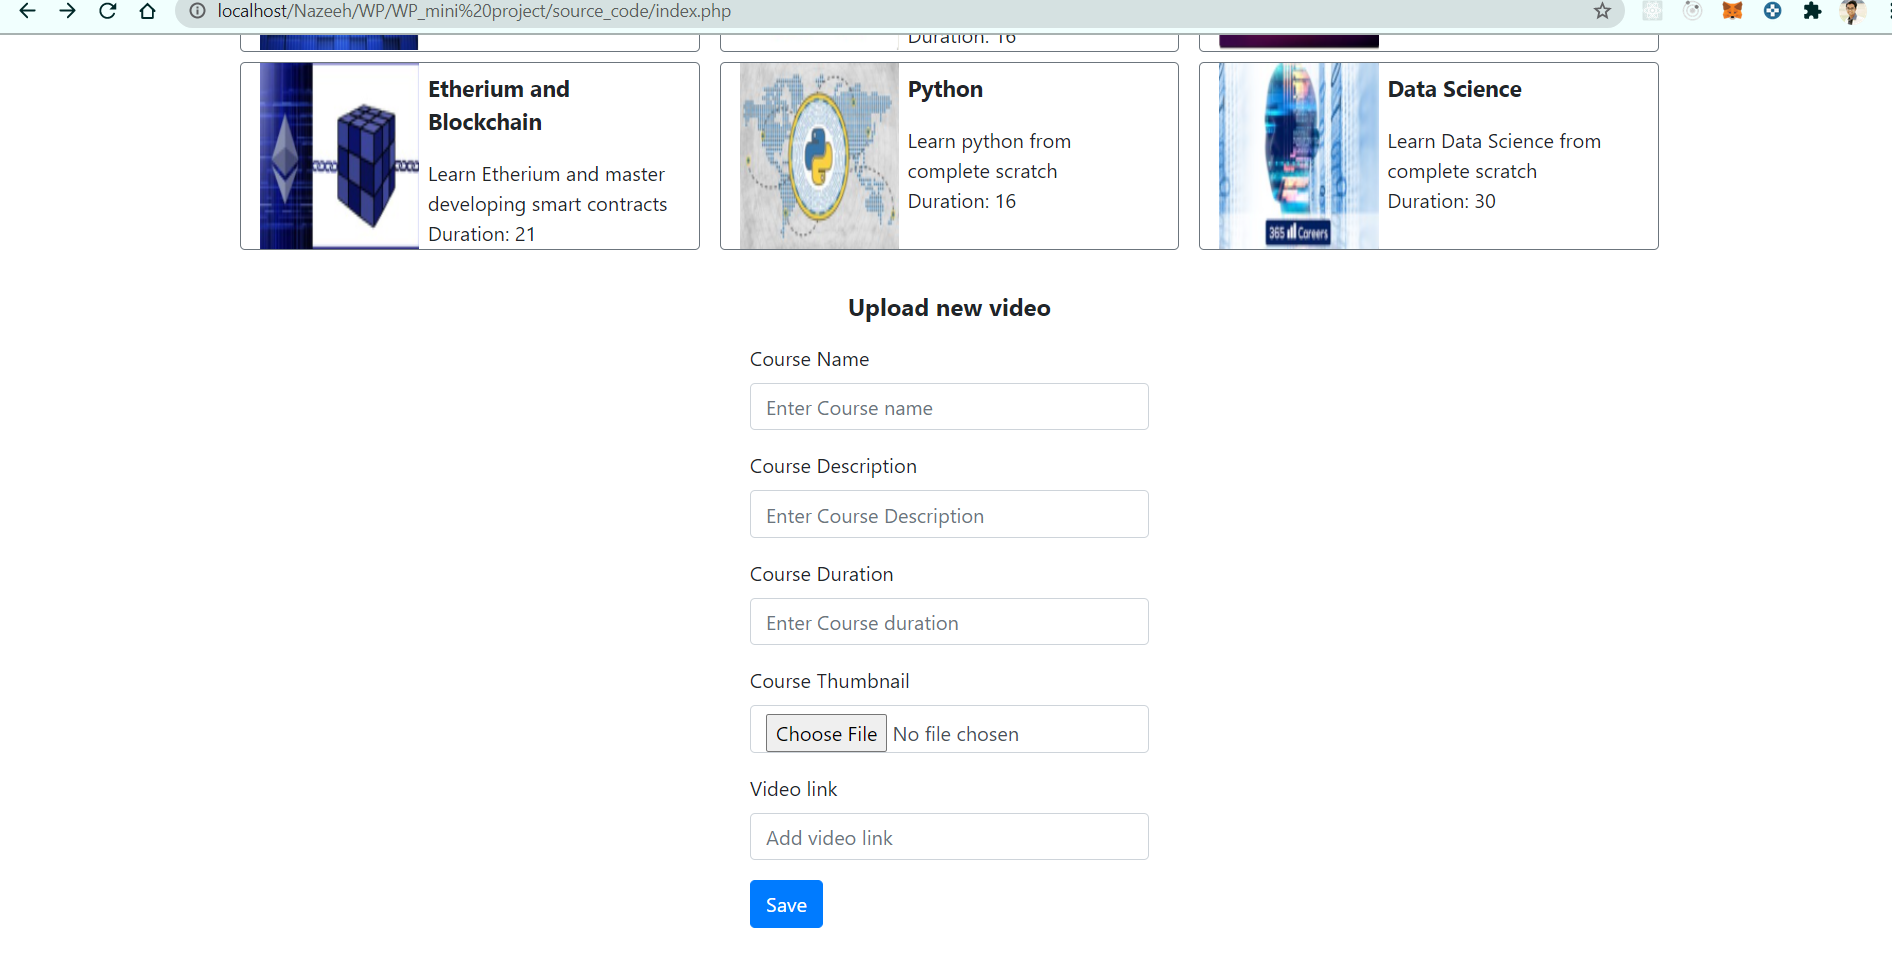 localhost/Nazeeh/WP/WP_mini%20project/source_code/index.php
Duration: 16
Etherium and
Blockchain
Learn Etherium and master
developing smart contracts
Duration: 21
Python
Learn python from
complete scratch
Duration: 16
365 Careers
Data Science
Learn Data Science from
complete scratch
Duration: 30
Upload new video
Course Name
Enter Course name
Course Description
Enter Course Description
Course Duration
Enter Course duration
Course Thumbnail
Choose File No file chosen
Video link
Add video link
Save